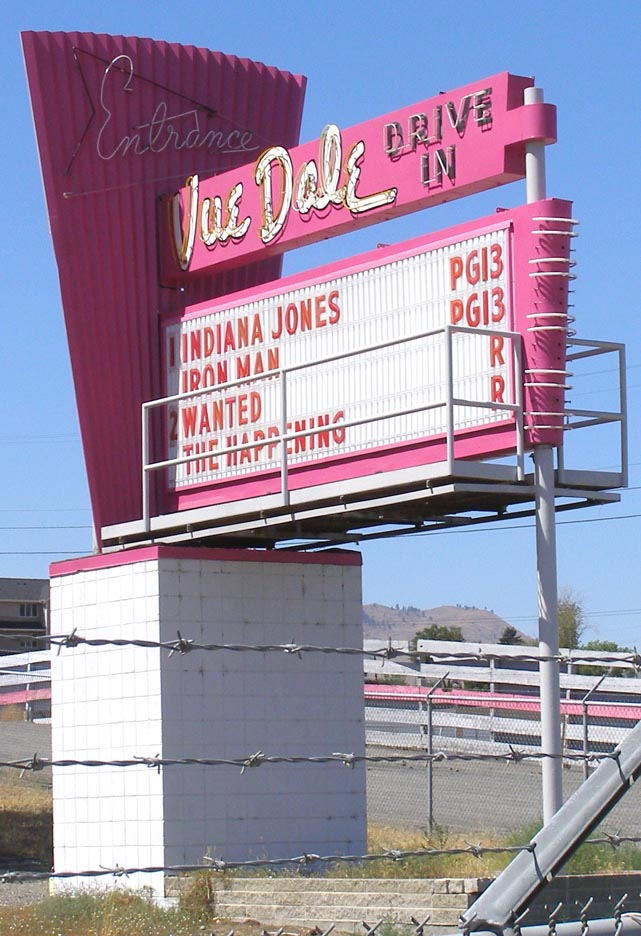 Entrance
Vue Dale DRIVE IN
1 INDIANA JONES PG13
IRON MAN PG13
2 WANTED R
THE HAPPENING R